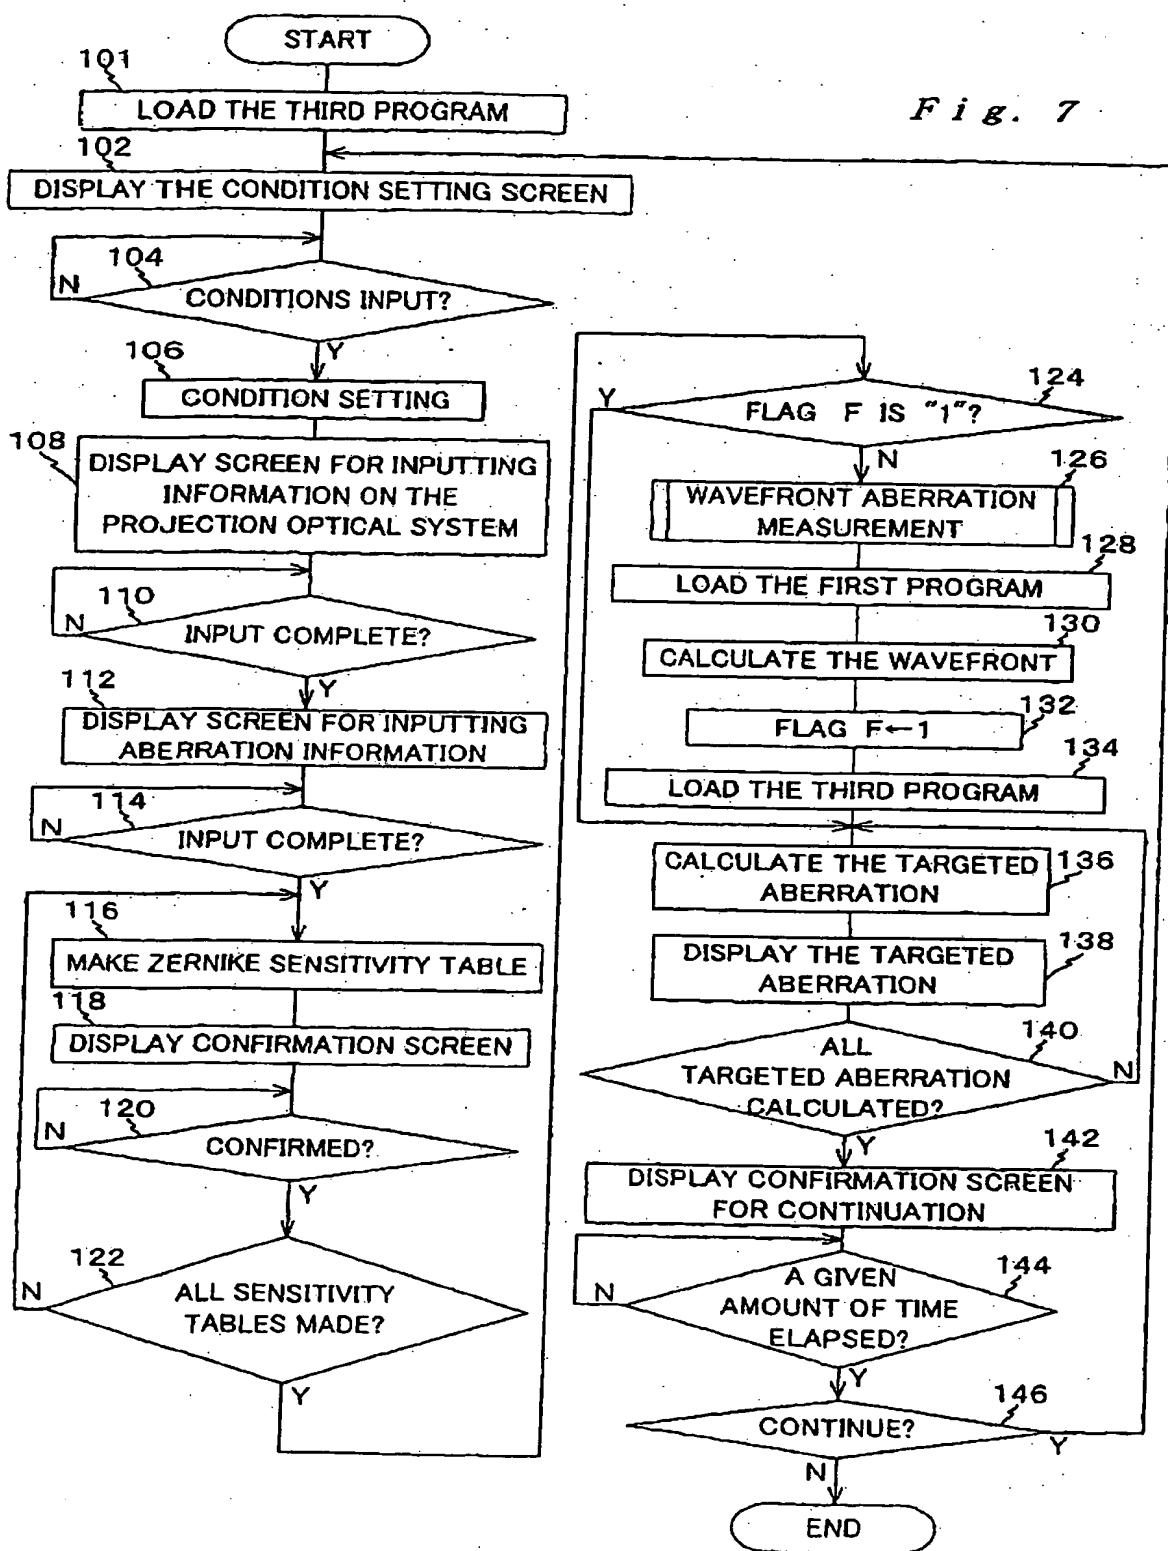 START
101
LOAD THE THIRD PROGRAM
Fig. 7
102
DISPLAY THE CONDITION SETTING SCREEN
104
N
CONDITIONS INPUT?
Y
106
CONDITION SETTING
108
DISPLAY SCREEN FOR INPUTTING
INFORMATION ON THE
PROJECTION OPTICAL SYSTEM
110
N
INPUT COMPLETE?
Y
112
DISPLAY SCREEN FOR INPUTTING
ABERRATION INFORMATION
114
N
INPUT COMPLETE?
Y
116
MAKE ZERNIKE SENSITIVITY TABLE
118
DISPLAY CONFIRMATION SCREEN
120
N
CONFIRMED?
Y
122
N
ALL SENSITIVITY
TABLES MADE?
Y
124
Y
FLAG F IS "1"?
N
126
WAVEFRONT ABERRATION
MEASUREMENT
128
LOAD THE FIRST PROGRAM
130
CALCULATE THE WAVEFRONT
132
FLAG F←1
134
LOAD THE THIRD PROGRAM
136
CALCULATE THE TARGETED
ABERRATION
138
DISPLAY THE TARGETED
ABERRATION
140
ALL
TARGETED ABERRATION
CALCULATED?
N
Y
142
DISPLAY CONFIRMATION SCREEN
FOR CONTINUATION
144
N
A GIVEN
AMOUNT OF TIME
ELAPSED?
Y
146
CONTINUE?
Y
N
END